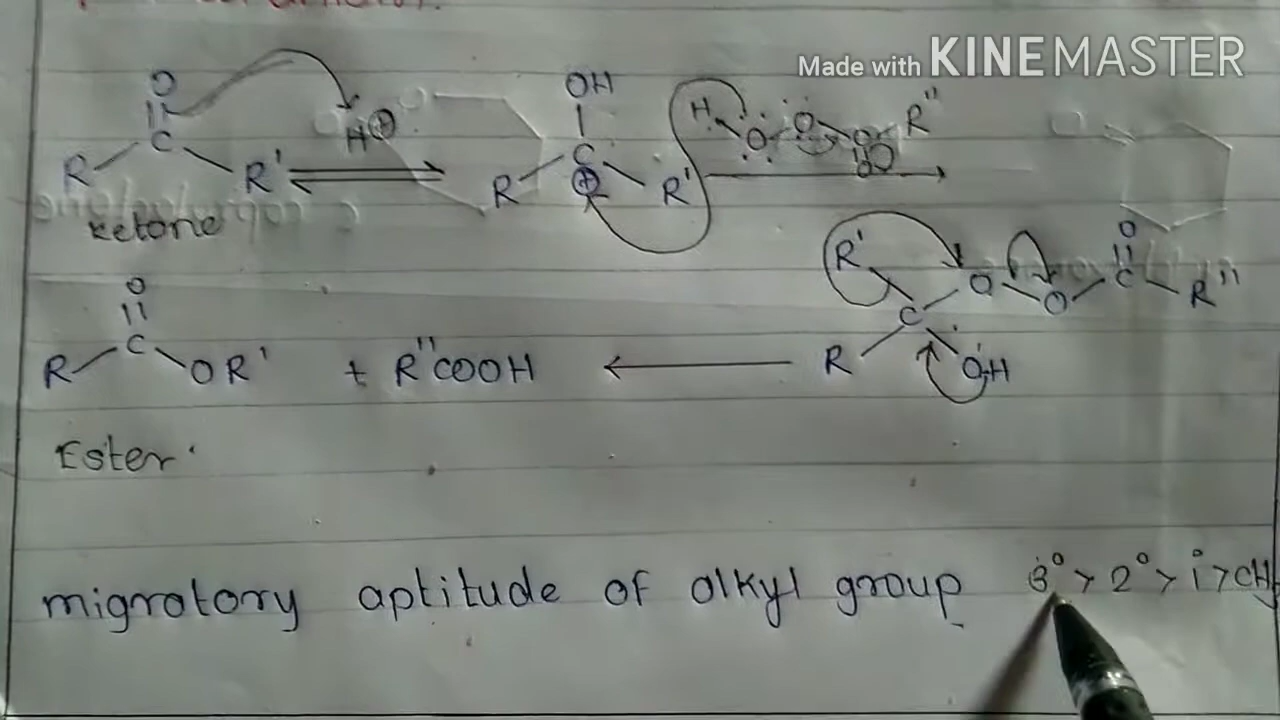 Made with KINEMASTER
O OH H O O O R"
C H⊕ C O
R R' R ⊕ R'
ketone
R' O O C O R"
C
R OH
O
C
R OR' + R"COOH
Ester.
migratory aptitude of alkyl group 3° > 2° > 1° > CH3